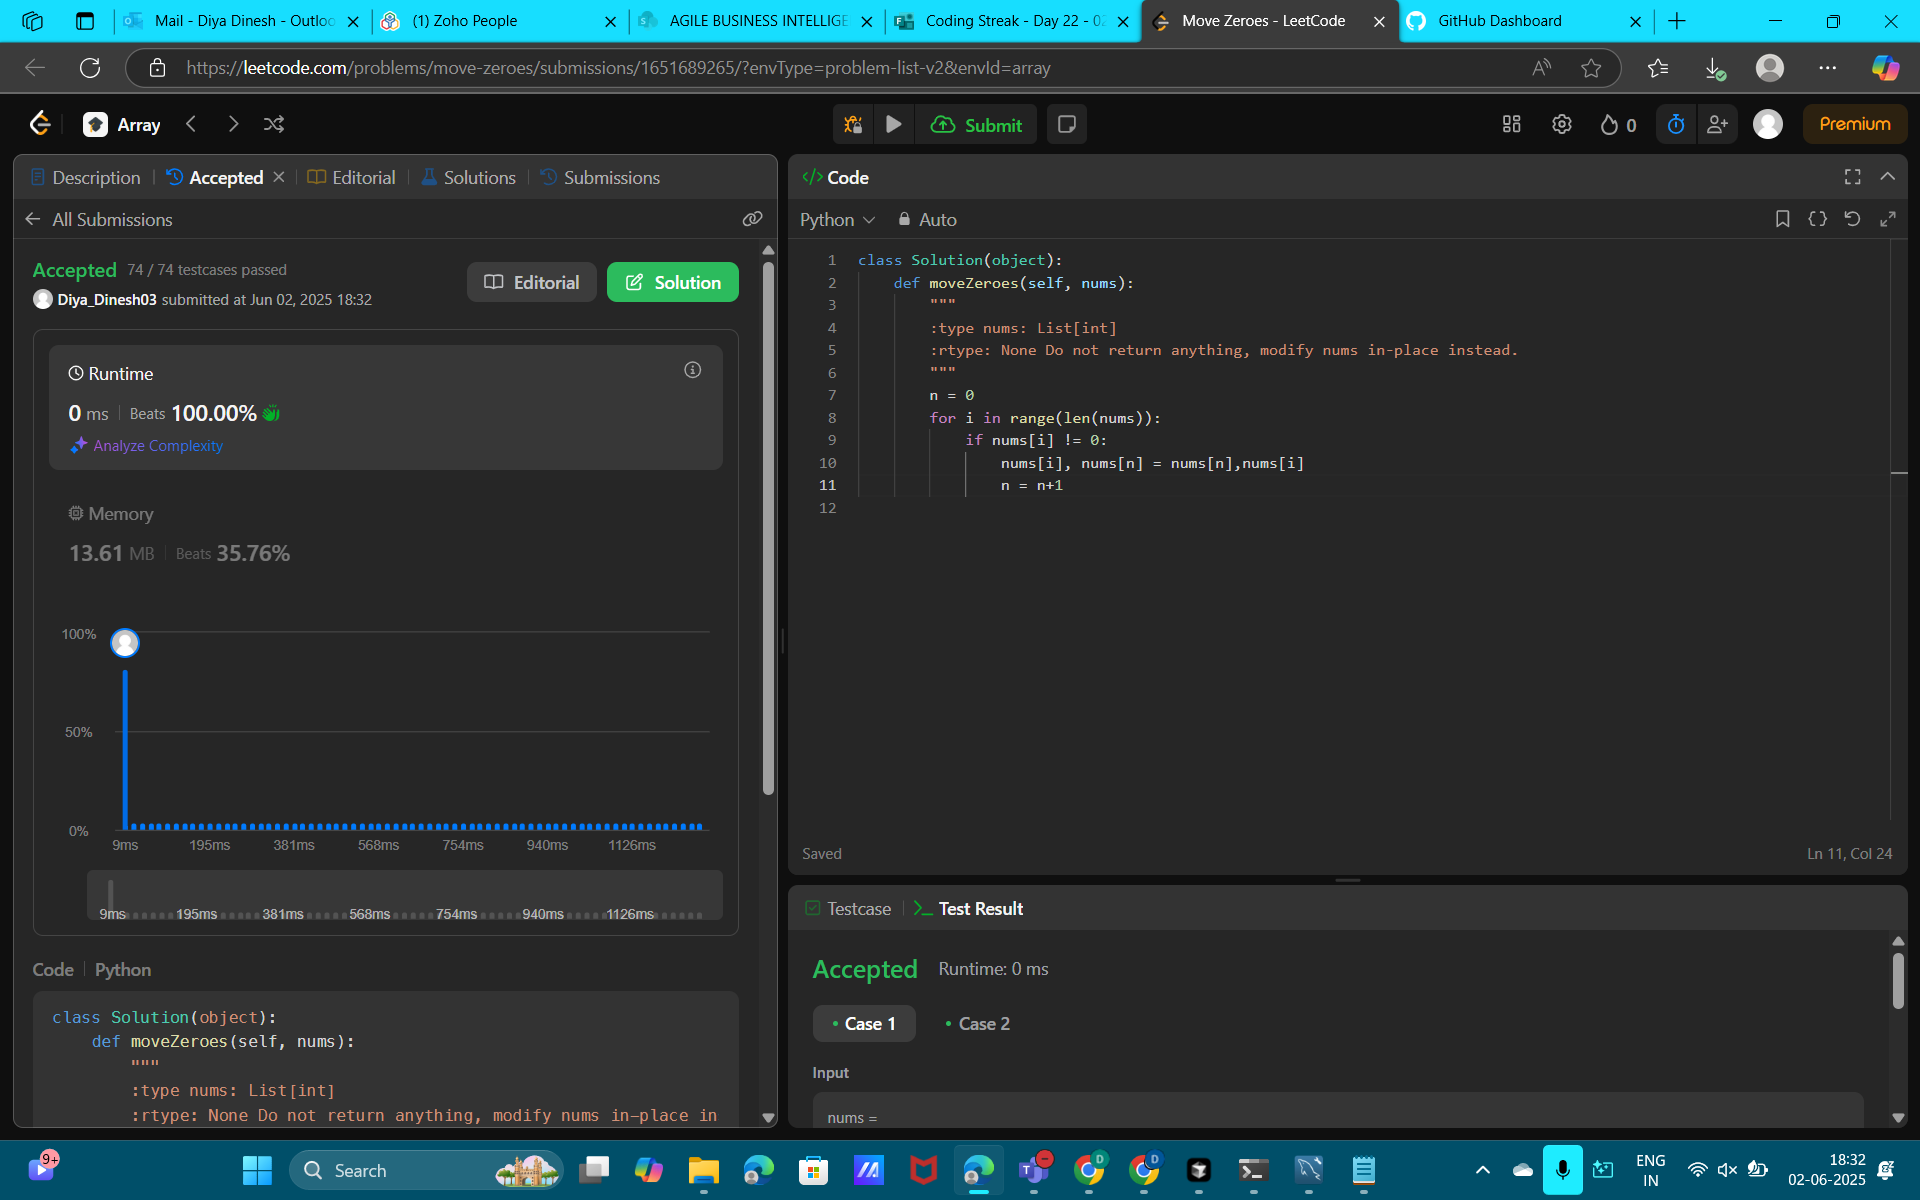 Mail - Diya Dinesh - Outloo
(1) Zoho People
AGILE BUSINESS INTELLIGE
Coding Streak - Day 22 - 02
Move Zeroes - LeetCode
GitHub Dashboard
https://leetcode.com/problems/move-zeroes/submissions/1651689265/?envType=problem-list-v2&envId=array
Array
Submit
0
Premium
Description
Accepted
Editorial
Solutions
Submissions
All Submissions
Accepted 74 / 74 testcases passed
Diya_Dinesh03 submitted at Jun 02, 2025 18:32
Editorial
Solution
Runtime
0 ms Beats 100.00%
Analyze Complexity
Memory
13.61 MB Beats 35.76%
100%
50%
0%
9ms 195ms 381ms 568ms 754ms 940ms 1126ms
9ms 195ms 381ms 568ms 754ms 940ms 1126ms
Code Python
class Solution(object):
def moveZeroes(self, nums):
"""
:type nums: List[int]
:rtype: None Do not return anything, modify nums in-place in
</> Code
Python Auto
1 class Solution(object):
2 def moveZeroes(self, nums):
3 """
4 :type nums: List[int]
5 :rtype: None Do not return anything, modify nums in-place instead.
6 """
7 n = 0
8 for i in range(len(nums)):
9 if nums[i] != 0:
10 nums[i], nums[n] = nums[n],nums[i]
11 n = n+1
12
Saved
Ln 11, Col 24
Testcase
Test Result
Accepted Runtime: 0 ms
Case 1
Case 2
Input
nums =
9+
Search
D
D
ENG
IN
18:32
02-06-2025